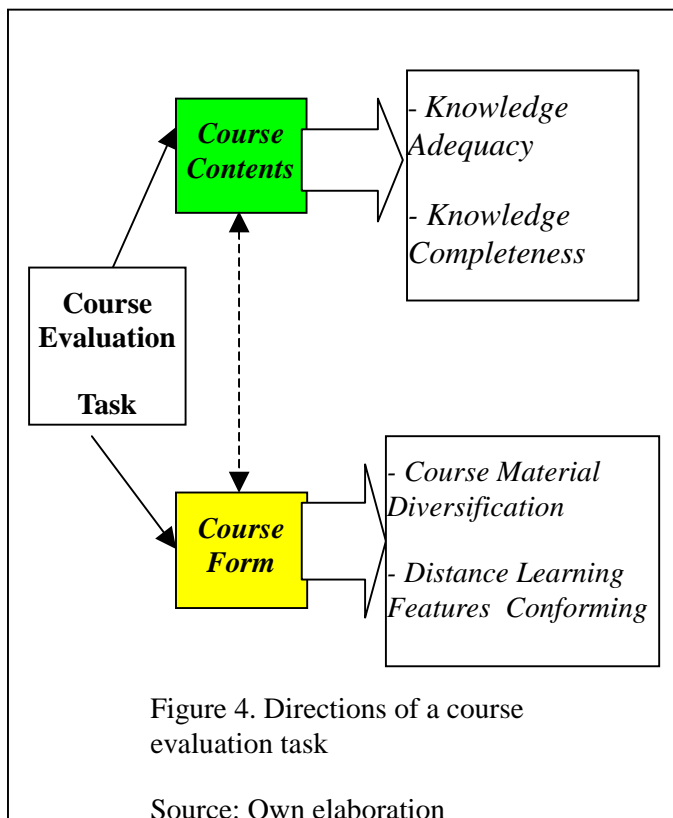 Course
Contents
- Knowledge
Adequacy
- Knowledge
Completeness
Course
Evaluation
Task
Course
Form
- Course Material
Diversification
- Distance Learning
Features  Conforming
Figure 4. Directions of a course
evaluation task
Source: Own elaboration